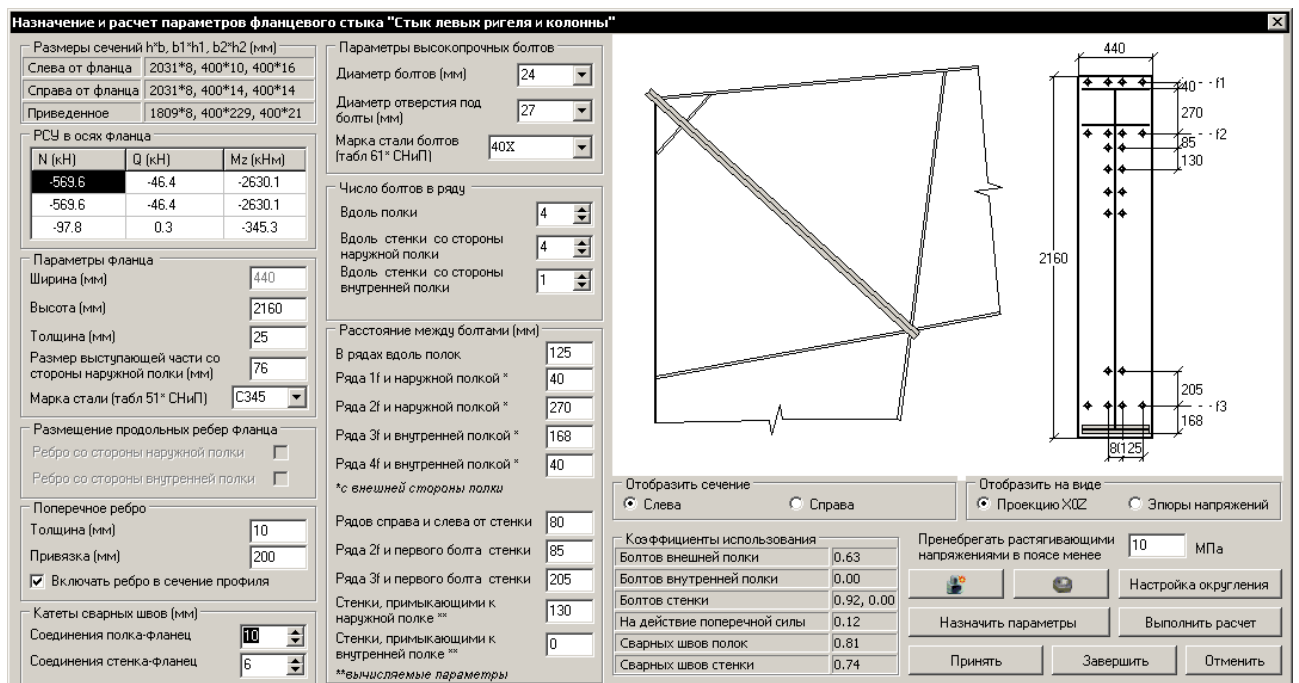 Назначение и расчет параметров фланцевого стыка "Стык левых ригеля и колонны"
Размеры сечений h*b, b1*h1, b2*h2 (мм)
Слева от фланца 2031*8, 400*10, 400*16
Справа от фланца 2031*8, 400*14, 400*14
Приведенное 1809*8, 400*229, 400*21
РСУ в осях фланца
N (кН) Q (кН) Mz (кНм)
-569.6 -46.4 -2630.1
-569.6 -46.4 -2630.1
-97.8 0.3 -345.3
Параметры фланца
Ширина (мм) 440
Высота (мм) 2160
Толщина (мм) 25
Размер выступающей части со
стороны наружной полки (мм) 76
Марка стали (табл 51* СНиП) С345
Размещение продольных ребер фланца
Ребро со стороны наружной полки
Ребро со стороны внутренней полки
Поперечное ребро
Толщина (мм) 10
Привязка (мм) 200
Включать ребро в сечение профиля
Катеты сварных швов (мм)
Соединения полка-фланец 10
Соединения стенка-фланец 6
Параметры высокопрочных болтов
Диаметр болтов (мм) 24
Диаметр отверстия под
болты (мм) 27
Марка стали болтов
(табл 61* СНиП) 40Х
Число болтов в ряду
Вдоль полки 4
Вдоль стенки со стороны
наружной полки 4
Вдоль стенки со стороны
внутренней полки 1
Расстояние между болтами (мм)
В рядах вдоль полок 125
Ряда 1f и наружной полкой * 40
Ряда 2f и наружной полкой * 270
Ряда 3f и внутренней полкой * 168
Ряда 4f и внутренней полкой * 40
*с внешней стороны полки
Рядов справа и слева от стенки 80
Ряда 2f и первого болта стенки 85
Ряда 3f и первого болта стенки 205
Стенки, примыкающими к
наружной полке ** 130
Стенки, примыкающими к
внутренней полке ** 0
**вычисляемые параметры
440
40
f1
270
f2
85
130
2160
205
f3
168
8(125
Отобразить сечение
Слева Справа
Отобразить на виде
Проекцию X0Z Эпюры напряжений
Коэффициенты использования
Болтов внешней полки 0.63
Болтов внутренней полки 0.00
Болтов стенки 0.92, 0.00
На действие поперечной силы 0.12
Сварных швов полок 0.81
Сварных швов стенки 0.74
Пренебрегать растягивающими
напряжениями в поясе менее 10 МПа
Настройка округления
Назначить параметры Выполнить расчет
Принять Завершить Отменить